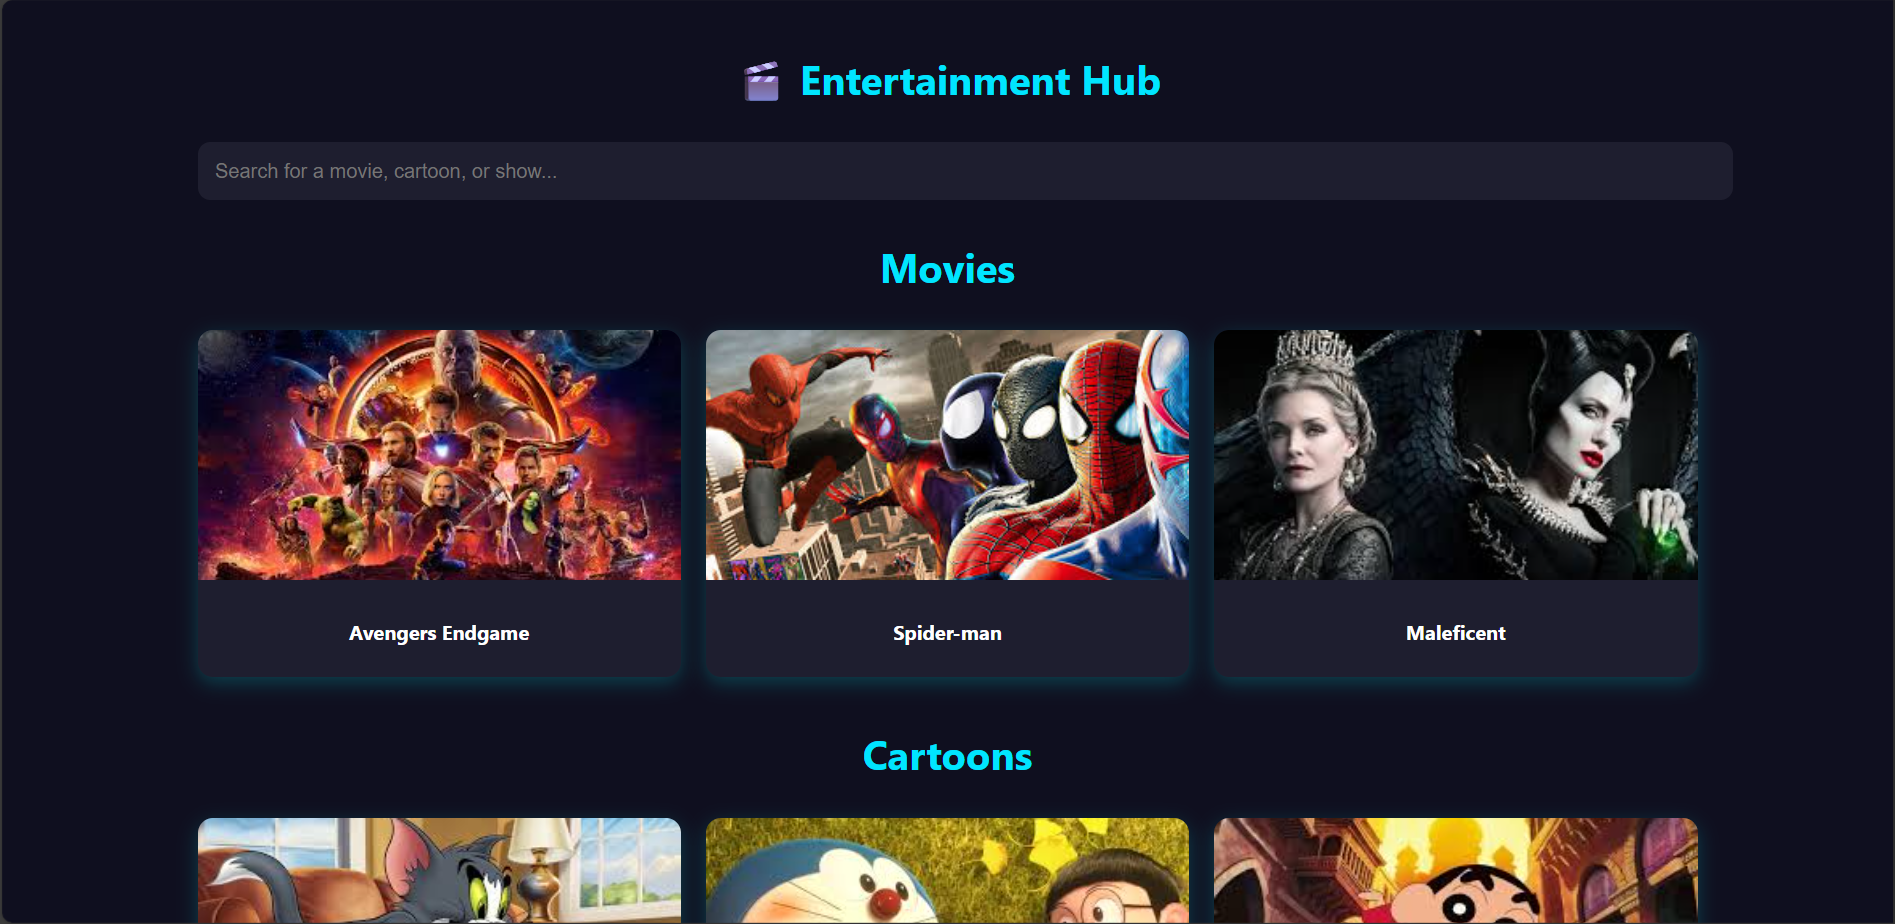 Entertainment Hub
Search for a movie, cartoon, or show...
Movies
Avengers Endgame
Spider-man
Maleficent
Cartoons